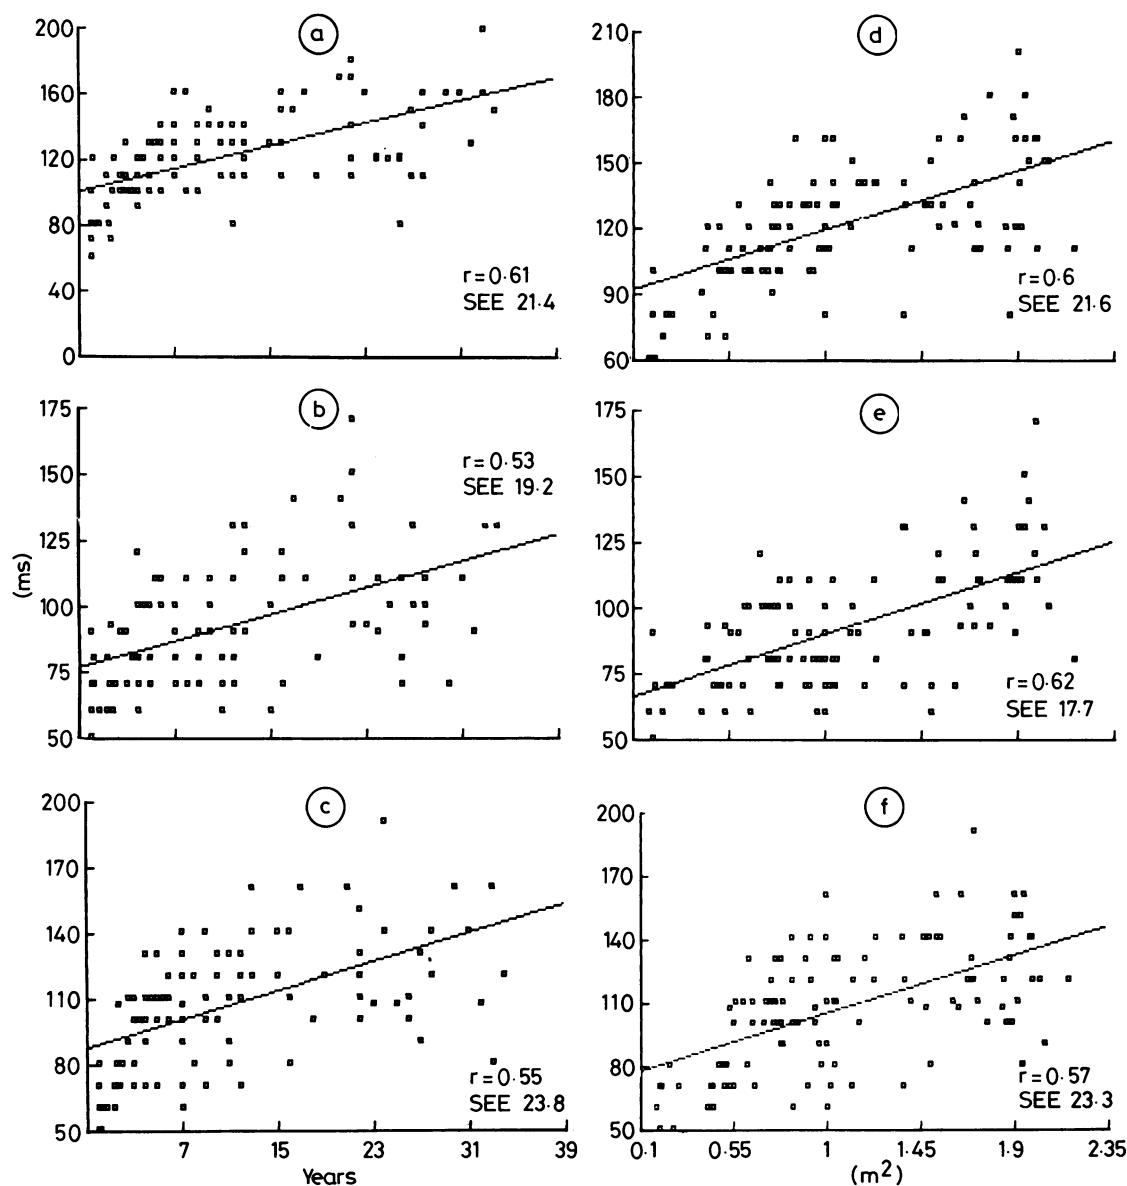 a
200
160
120
80
40
0
r=0·61
SEE 21·4
d
210
180
150
120
90
60
r=0·6
SEE 21·6
b
175
150
125
100
75
50
(ms)
r=0·53
SEE 19·2
e
175
150
125
100
75
50
r=0·62
SEE 17·7
c
200
170
140
110
80
50
r=0·55
SEE 23·8
7 15 23 31 39
Years
f
200
170
140
110
80
50
r=0·57
SEE 23·3
0·1 0·55 1 1·45 1·9 2·35
(m²)